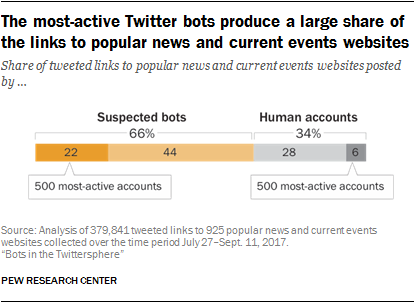 The most-active Twitter bots produce a large share of
the links to popular news and current events websites
Share of tweeted links to popular news and current events websites posted
by ...
Suspected bots Human accounts
66% 34%
22 44 28 6
500 most-active accounts 500 most-active accounts
Source: Analysis of 379,841 tweeted links to 925 popular news and current events
websites collected over the time period July 27–Sept. 11, 2017.
“Bots in the Twittersphere”
PEW RESEARCH CENTER